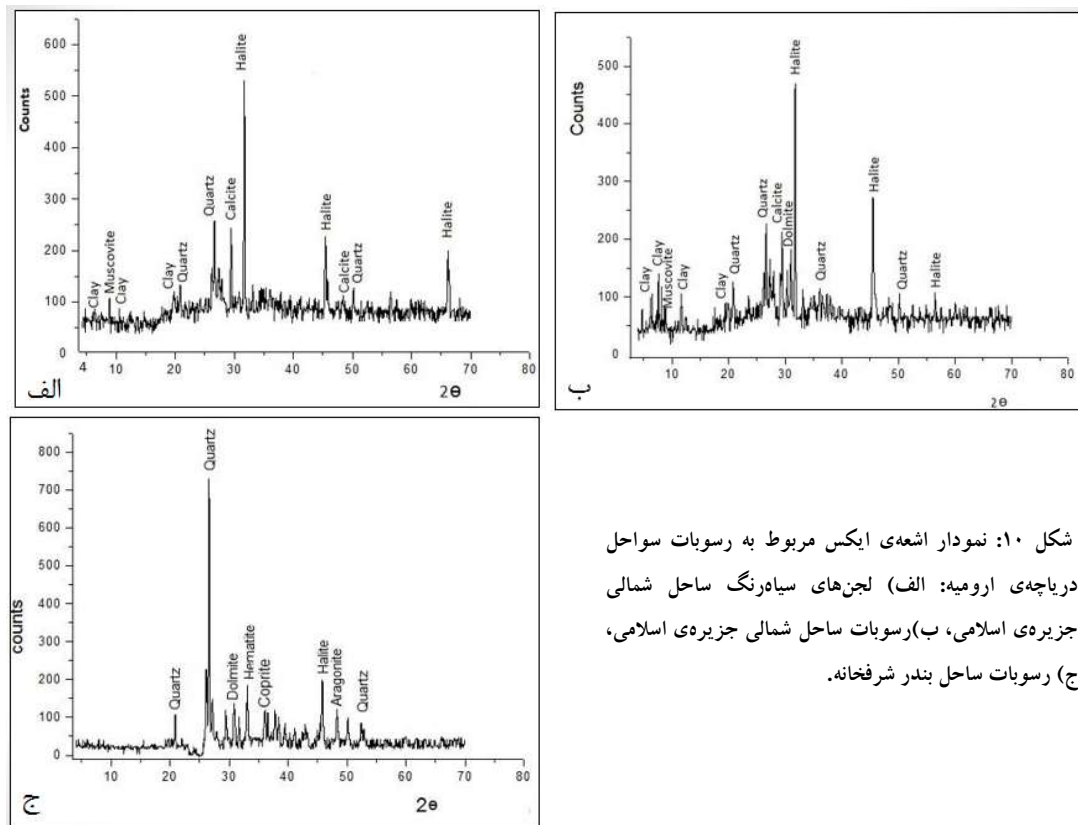 600
500
400
300
200
100
0
Counts
Clay
Muscovite
Clay
Clay
Quartz
Quartz
Calcite
Halite
Halite
Calcite
Quartz
Halite
4 10 20 30 40 50 60 70 80
2θ
الف
500
450
350
300
250
200
100
0
Counts
Clay
Clay
Muscovite
Clay
Clay
Quartz
Quartz
Calcite
Dolmite
Halite
Quartz
Halite
Quartz
Halite
10 20 30 40 50 60 70 80
2θ
ب
800
700
600
500
400
300
200
100
0
counts
Quartz
Quartz
Dolmite
Hematite
Coprite
Halite
Aragonite
Quartz
10 20 30 40 50 60 70 80
2θ
ج
شکل ۱۰: نمودار اشعه‌ی ایکس مربوط به رسوبات سواحل
دریاچه‌ی ارومیه: الف) لجن‌های سیاه‌رنگ ساحل شمالی
جزیره‌ی اسلامی، ب)رسوبات ساحل شمالی جزیره‌ی اسلامی،
ج) رسوبات ساحل بندر شرفخانه.